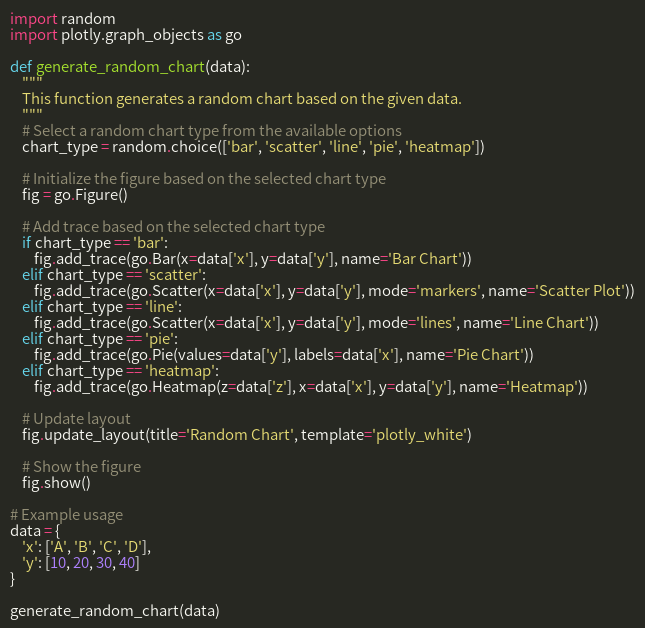 import random
import plotly.graph_objects as go

def generate_random_chart(data):
    """
    This function generates a random chart based on the given data.
    """
    # Select a random chart type from the available options
    chart_type = random.choice(['bar', 'scatter', 'line', 'pie', 'heatmap'])

    # Initialize the figure based on the selected chart type
    fig = go.Figure()

    # Add trace based on the selected chart type
    if chart_type == 'bar':
        fig.add_trace(go.Bar(x=data['x'], y=data['y'], name='Bar Chart'))
    elif chart_type == 'scatter':
        fig.add_trace(go.Scatter(x=data['x'], y=data['y'], mode='markers', name='Scatter Plot'))
    elif chart_type == 'line':
        fig.add_trace(go.Scatter(x=data['x'], y=data['y'], mode='lines', name='Line Chart'))
    elif chart_type == 'pie':
        fig.add_trace(go.Pie(values=data['y'], labels=data['x'], name='Pie Chart'))
    elif chart_type == 'heatmap':
        fig.add_trace(go.Heatmap(z=data['z'], x=data['x'], y=data['y'], name='Heatmap'))

    # Update layout
    fig.update_layout(title='Random Chart', template='plotly_white')

    # Show the figure
    fig.show()

# Example usage
data = {
    'x': ['A', 'B', 'C', 'D'],
    'y': [10, 20, 30, 40]
}

generate_random_chart(data)